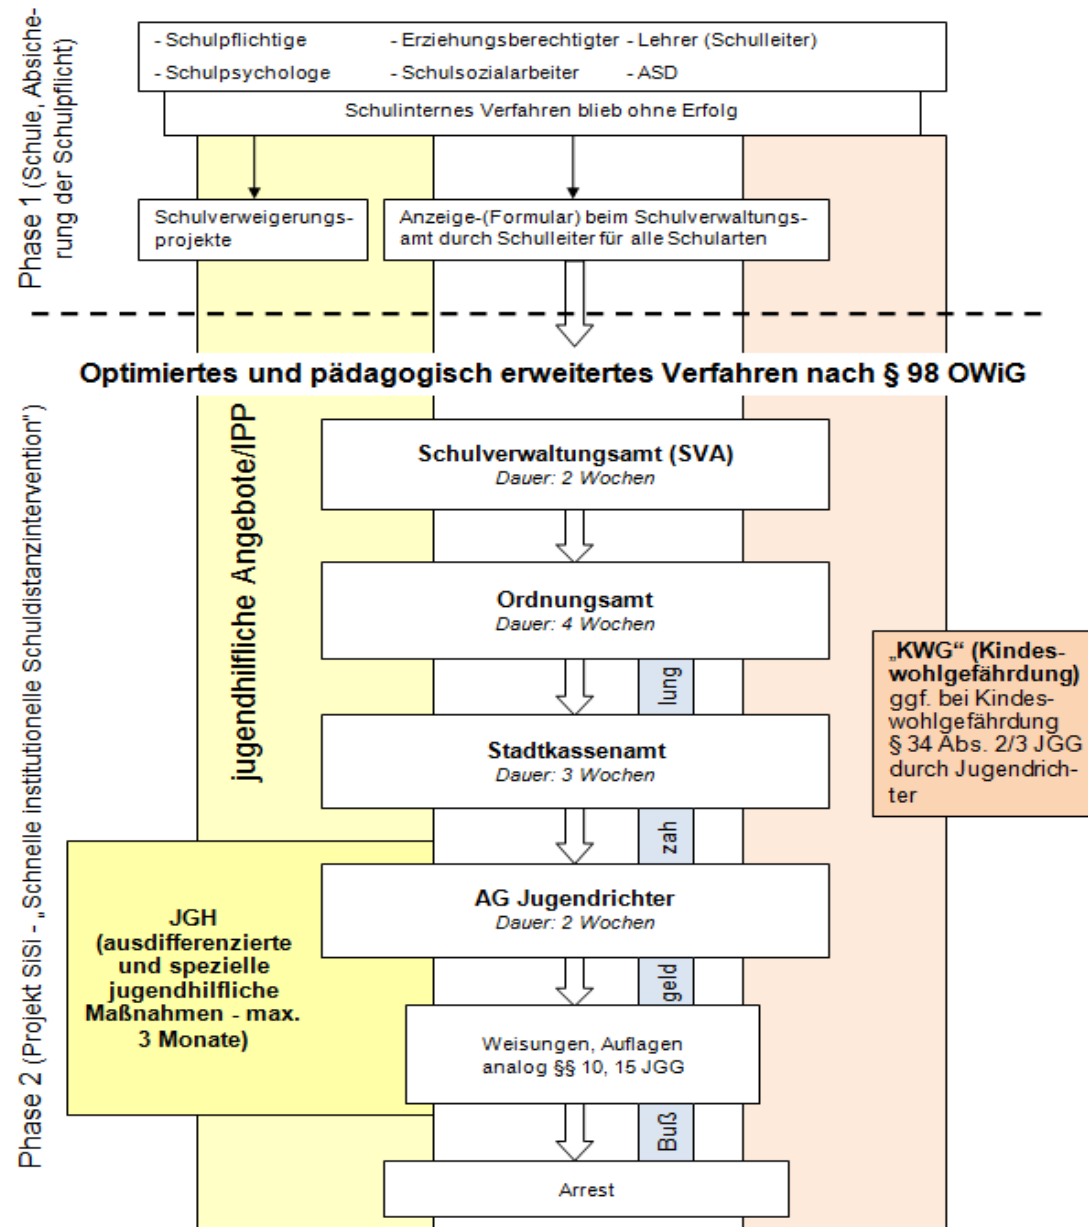 Phase 1 (Schule, Absiche-
rung der Schulpflicht)
- Schulpflichtige - Erziehungsberechtigter - Lehrer (Schulleiter)
- Schulpsychologe - Schulsozialarbeiter - ASD
Schulinternes Verfahren blieb ohne Erfolg
Schulverweigerungs-
projekte
Anzeige-(Formular) beim Schulverwaltungs-
amt durch Schulleiter für alle Schularten
Optimiertes und pädagogisch erweitertes Verfahren nach § 98 OWiG
Phase 2 (Projekt SiSi - „Schnelle institutionelle Schuldistanzintervention")
jugendhilfliche Angebote/IPP
Schulverwaltungsamt (SVA)
Dauer: 2 Wochen
Ordnungsamt
Dauer: 4 Wochen
lung
„KWG“ (Kindes-
wohlgefährdung)
ggf. bei Kindes-
wohlgefährdung
§ 34 Abs. 2/3 JGG
durch Jugendrich-
ter
Stadtkassenamt
Dauer: 3 Wochen
zah
AG Jugendrichter
Dauer: 2 Wochen
JGH
(ausdifferenzierte
und spezielle
jugendhilfliche
Maßnahmen - max.
3 Monate)
geld
Weisungen, Auflagen
analog §§ 10, 15 JGG
Buß
Arrest